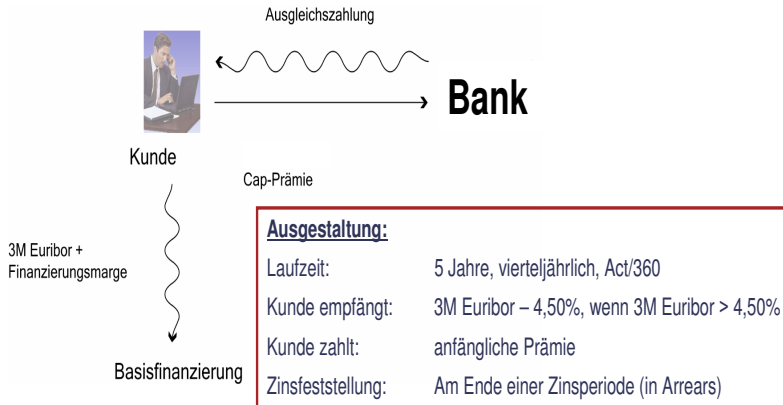 Ausgleichszahlung
Bank
Kunde
Cap-Prämie
3M Euribor +
Finanzierungsmarge
Basisfinanzierung
Ausgestaltung:
Laufzeit: 5 Jahre, vierteljährlich, Act/360
Kunde empfängt: 3M Euribor – 4,50%, wenn 3M Euribor > 4,50%
Kunde zahlt: anfängliche Prämie
Zinsfeststellung: Am Ende einer Zinsperiode (in Arrears)